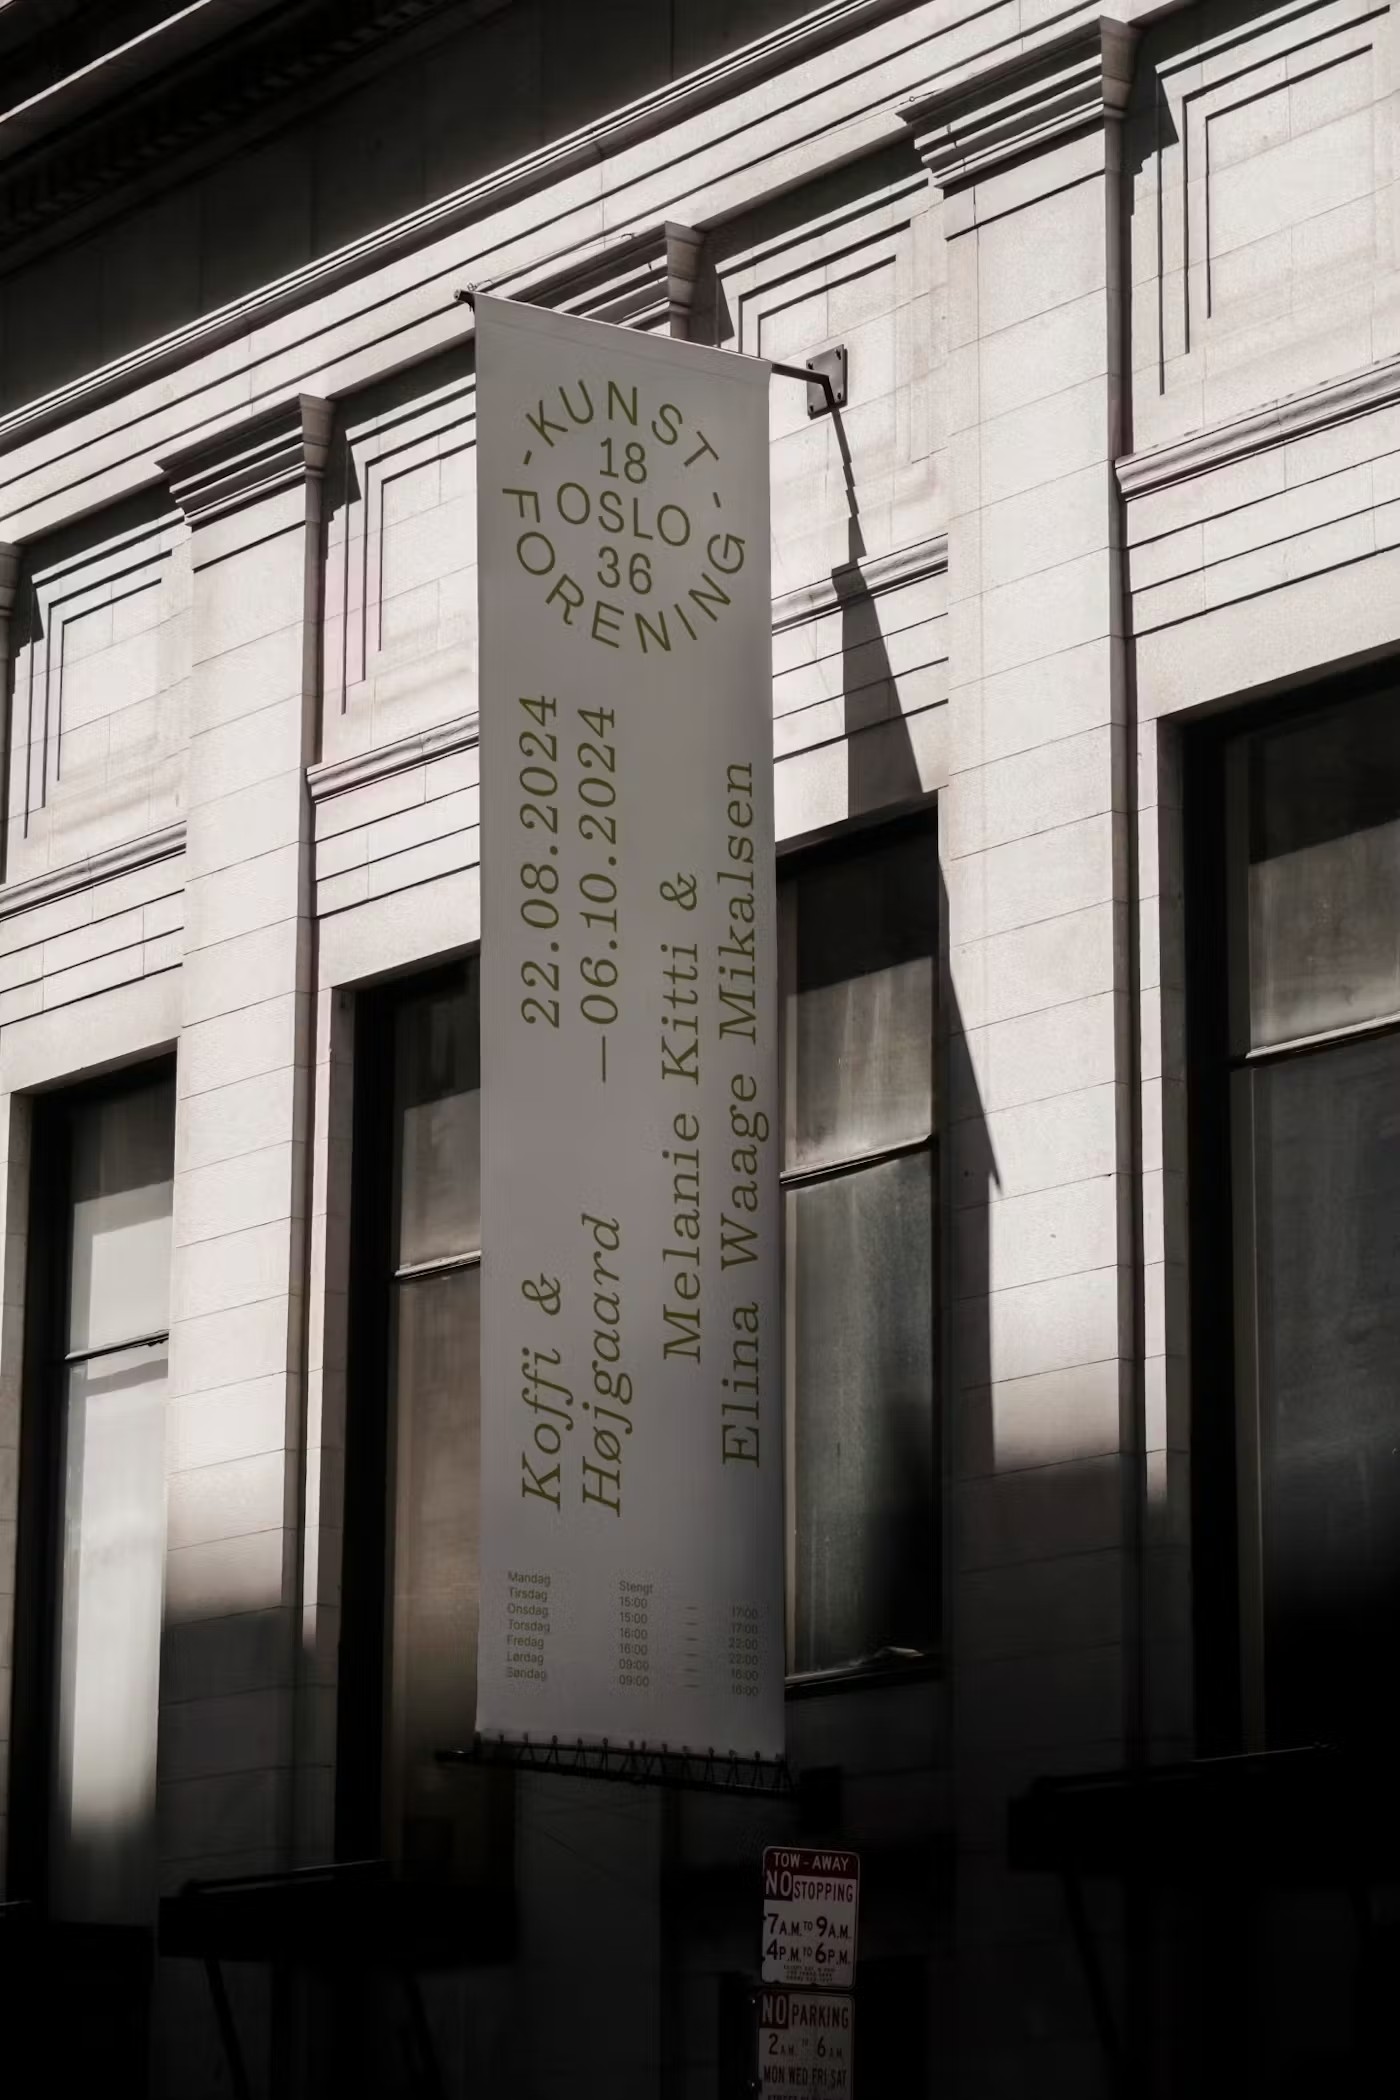 -KUNST-
FORENING
18
OSLO
36
22.08.2024
—06.10.2024
Koffi &
Højgaard
Melanie Kitti &
Elina Waage Mikalsen
Mandag Stengt
Tirsdag 15:00 — 17:00
Onsdag 15:00 — 17:00
Torsdag 16:00 — 22:00
Fredag 16:00 — 22:00
Lørdag 09:00 — 16:00
Søndag 09:00 — 16:00
TOW-AWAY
NO STOPPING
7A.M. TO 9A.M.
4P.M. TO 6P.M.
NO PARKING
2A.M. TO 6A.M.
MON WED FRI SAT